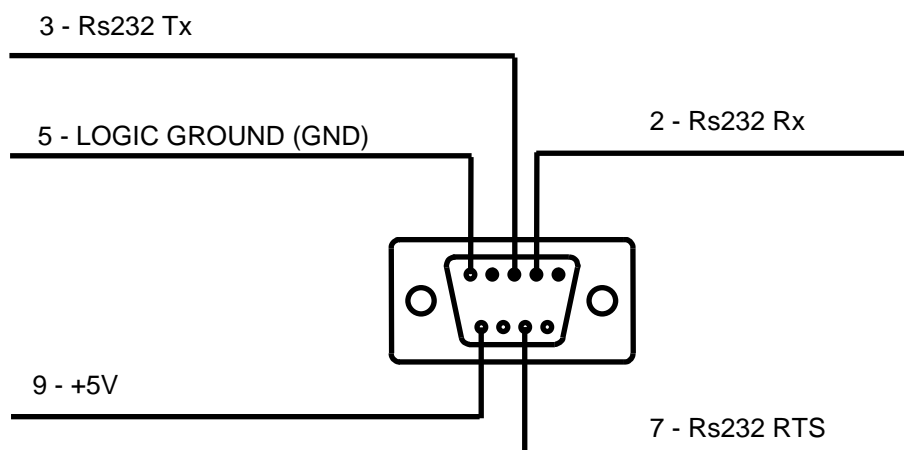 3 - Rs232 Tx
5 - LOGIC GROUND (GND)
2 - Rs232 Rx
9 - +5V
7 - Rs232 RTS